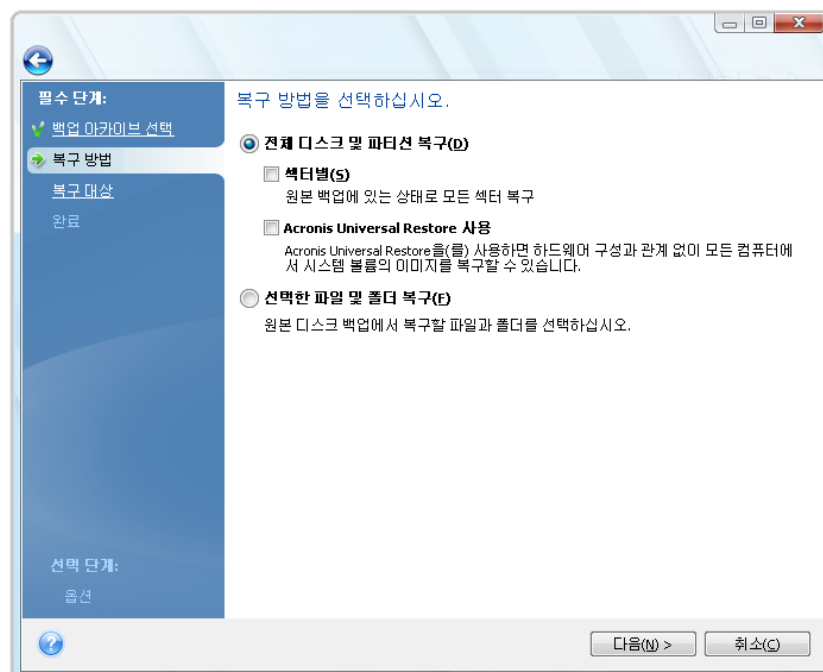 필수 단계:
백업 아카이브 선택
복구 방법
복구 대상
완료
선택 단계:
옵션
복구 방법을 선택하십시오.
전체 디스크 및 파티션 복구(D)
섹터별(S)
원본 백업에 있는 상태로 모든 섹터 복구
Acronis Universal Restore 사용
Acronis Universal Restore을(를) 사용하면 하드웨어 구성과 관계 없이 모든 컴퓨터에
서 시스템 볼륨의 이미지를 복구할 수 있습니다.
선택한 파일 및 폴더 복구(F)
원본 디스크 백업에서 복구할 파일과 폴더를 선택하십시오.
다음(N) >
취소(C)